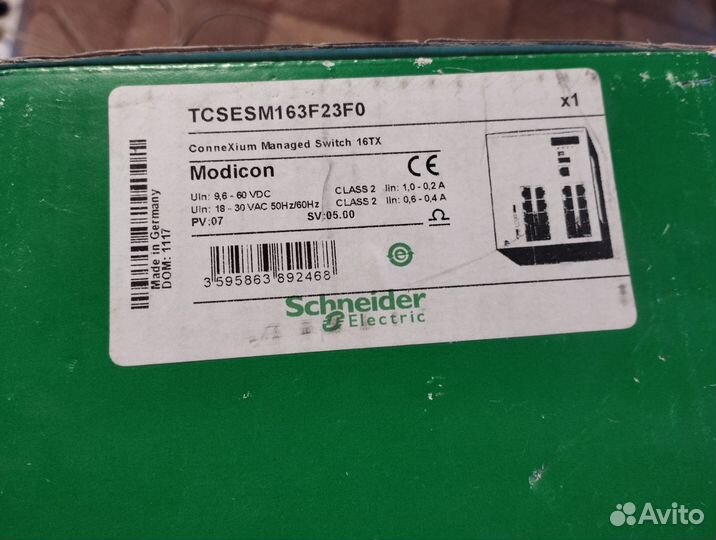 TCSESM163F23F0 x1
ConneXium Managed Switch 16TX
Modicon CE
UIn: 9,6 - 60 VDC CLASS 2 Iin: 1,0 - 0,2 A
UIn: 18 - 30 VAC 50Hz/60Hz CLASS 2 Iin: 0,6 - 0,4 A
PV:07 SV:05.00
Made in Germany
DOM: 1117
3 595863 892468
Schneider
Electric
1
Avito